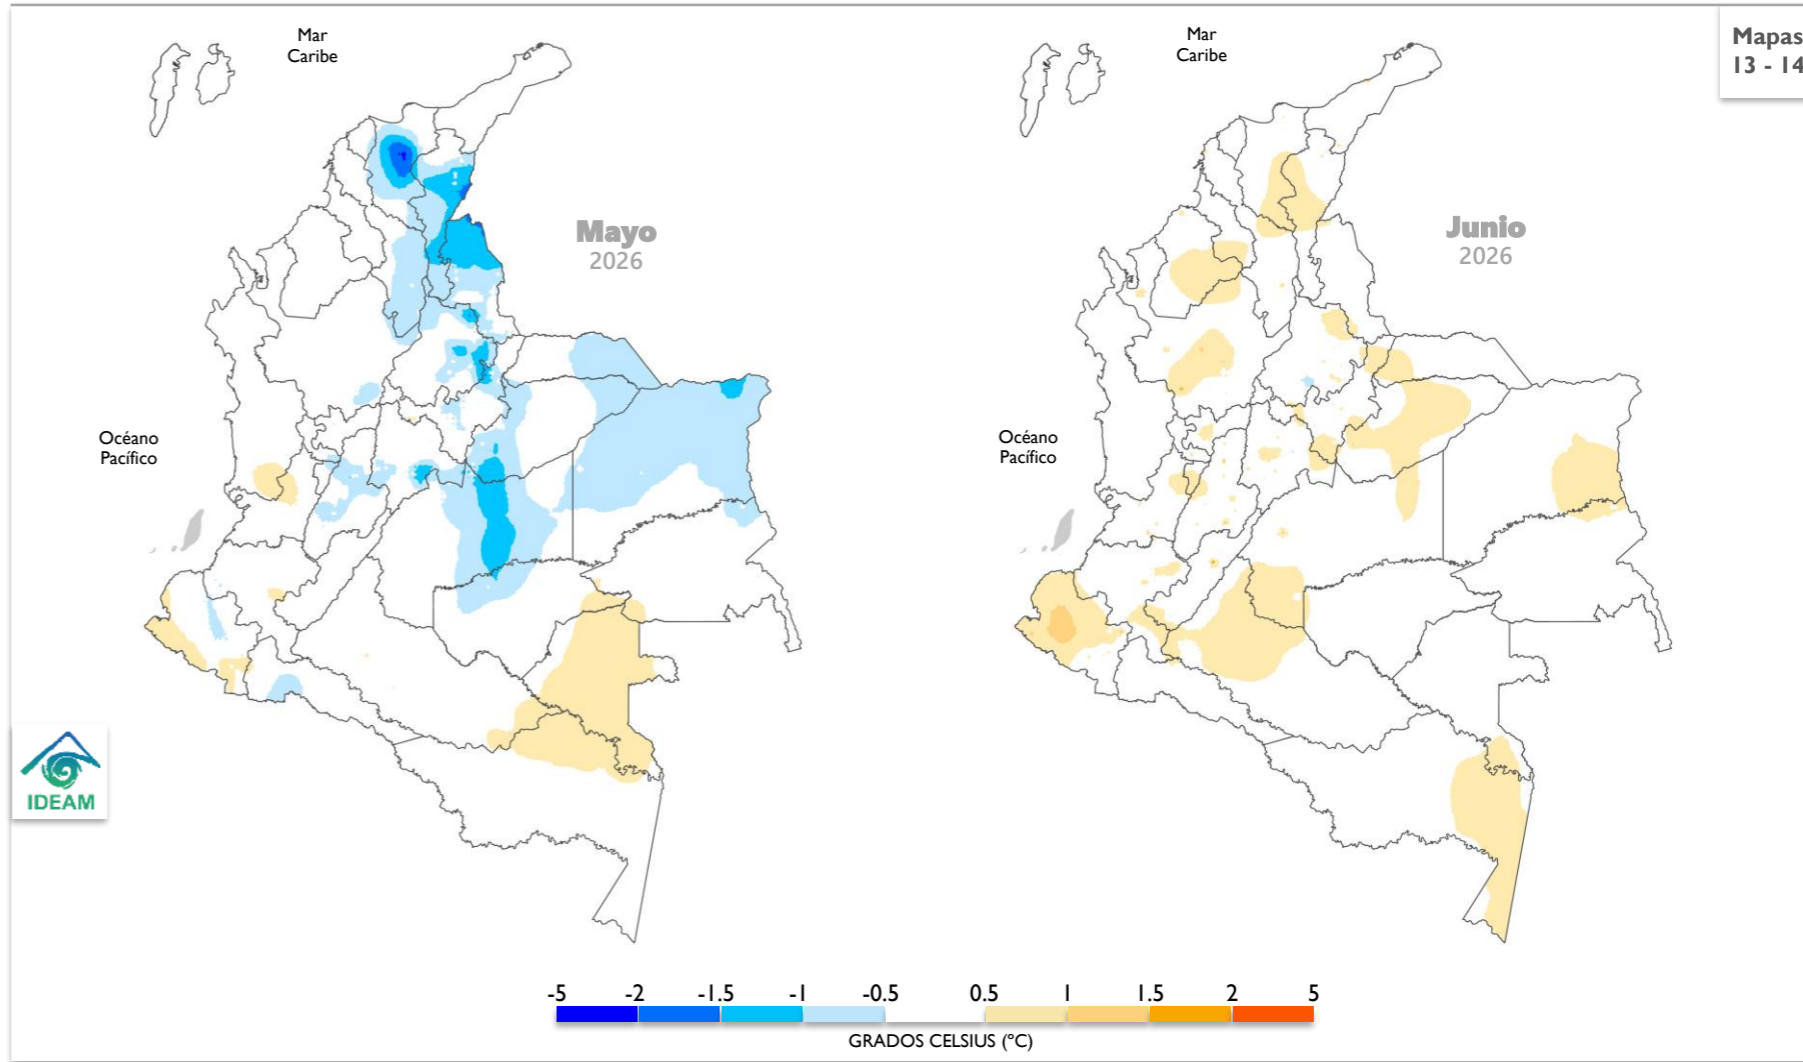 Mar
Caribe
Mar
Caribe
Mapas
13 - 14
Mayo
2026
Junio
2026
Océano
Pacífico
Océano
Pacífico
IDEAM
-5 -2 -1.5 -1 -0.5 0.5 1 1.5 2 5
GRADOS CELSIUS (°C)